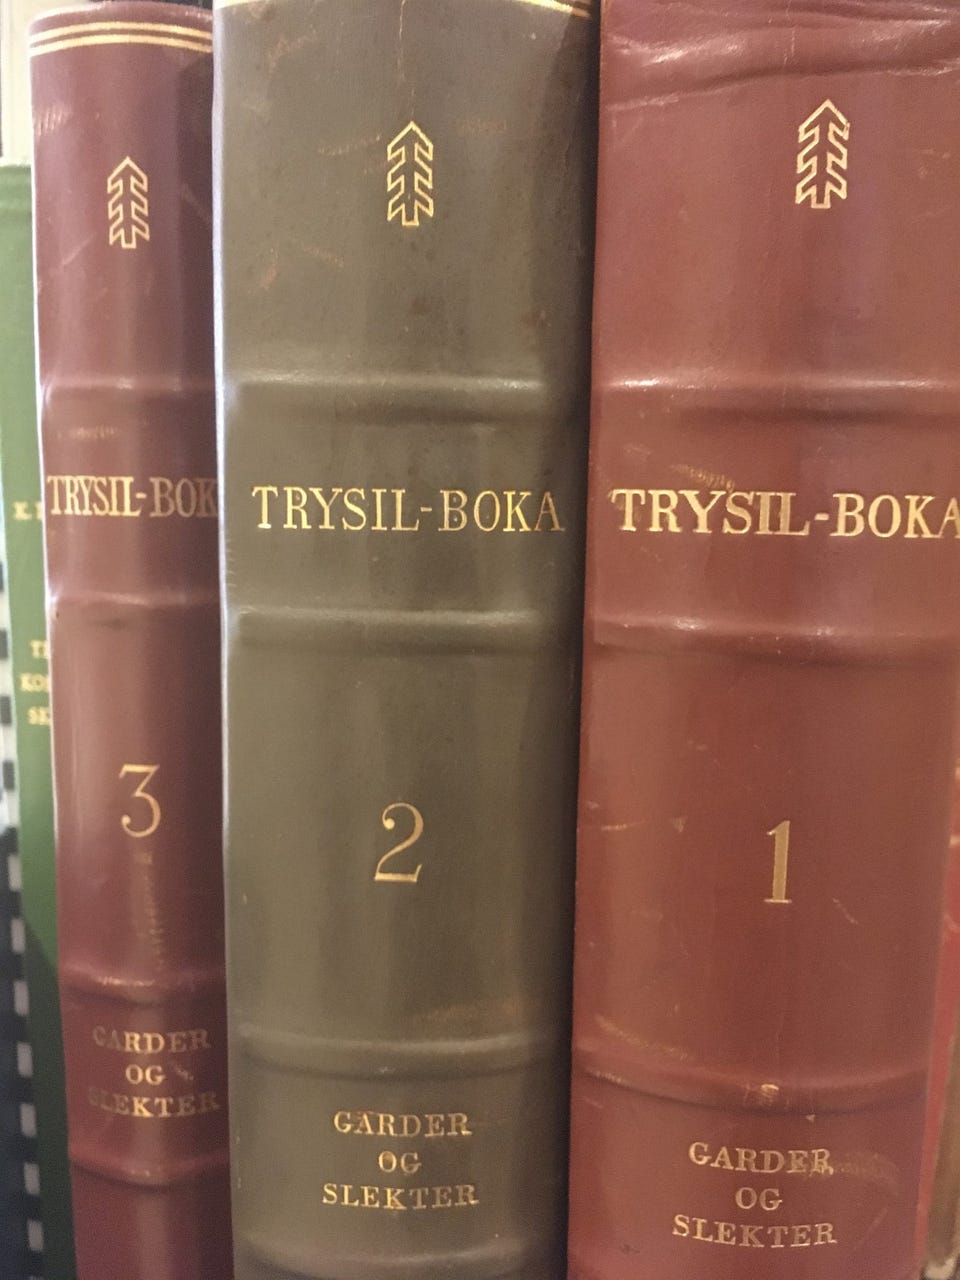 TRYSIL-BOK
3
GARDER
OG
SLEKTER
TRYSIL-BOKA
2
GARDER
OG
SLEKTER
TRYSIL-BOKA
1
GARDER
OG
SLEKTER